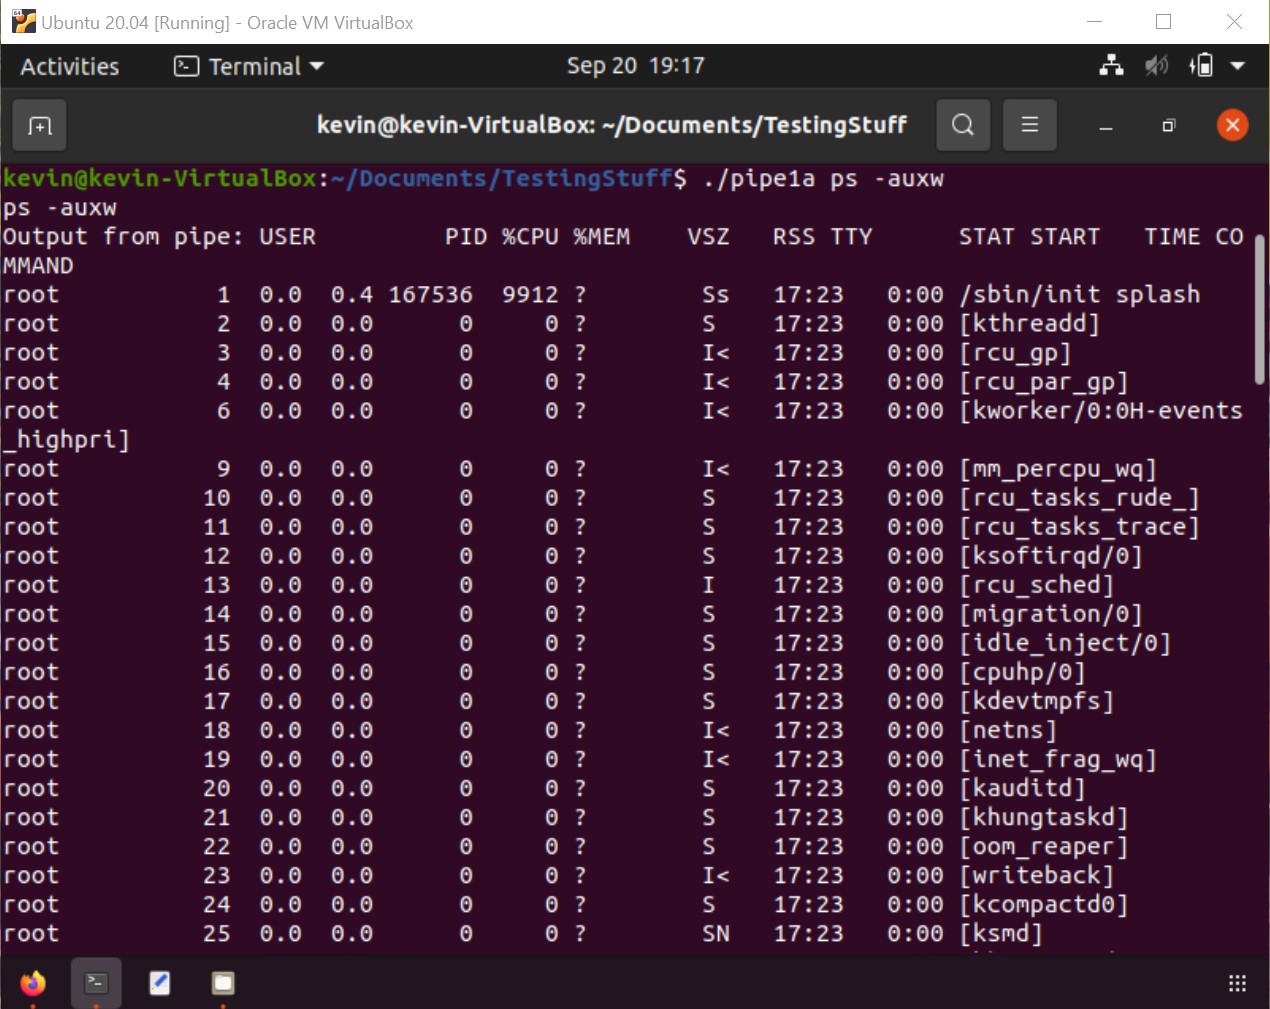 Ubuntu 20.04 [Running] - Oracle VM VirtualBox
Activities Terminal Sep 20 19:17
kevin@kevin-VirtualBox: ~/Documents/TestingStuff
kevin@kevin-VirtualBox:~/Documents/TestingStuff$ ./pipe1a ps -auxw
ps -auxw
Output from pipe: USER         PID %CPU %MEM    VSZ   RSS TTY      STAT START   TIME CO
MMAND
root           1  0.0  0.4 167536  9912 ?        Ss   17:23   0:00 /sbin/init splash
root           2  0.0  0.0      0     0 ?        S    17:23   0:00 [kthreadd]
root           3  0.0  0.0      0     0 ?        I<   17:23   0:00 [rcu_gp]
root           4  0.0  0.0      0     0 ?        I<   17:23   0:00 [rcu_par_gp]
root           6  0.0  0.0      0     0 ?        I<   17:23   0:00 [kworker/0:0H-events
_highpri]
root           9  0.0  0.0      0     0 ?        I<   17:23   0:00 [mm_percpu_wq]
root          10  0.0  0.0      0     0 ?        S    17:23   0:00 [rcu_tasks_rude_]
root          11  0.0  0.0      0     0 ?        S    17:23   0:00 [rcu_tasks_trace]
root          12  0.0  0.0      0     0 ?        S    17:23   0:00 [ksoftirqd/0]
root          13  0.0  0.0      0     0 ?        I    17:23   0:00 [rcu_sched]
root          14  0.0  0.0      0     0 ?        S    17:23   0:00 [migration/0]
root          15  0.0  0.0      0     0 ?        S    17:23   0:00 [idle_inject/0]
root          16  0.0  0.0      0     0 ?        S    17:23   0:00 [cpuhp/0]
root          17  0.0  0.0      0     0 ?        S    17:23   0:00 [kdevtmpfs]
root          18  0.0  0.0      0     0 ?        I<   17:23   0:00 [netns]
root          19  0.0  0.0      0     0 ?        I<   17:23   0:00 [inet_frag_wq]
root          20  0.0  0.0      0     0 ?        S    17:23   0:00 [kauditd]
root          21  0.0  0.0      0     0 ?        S    17:23   0:00 [khungtaskd]
root          22  0.0  0.0      0     0 ?        S    17:23   0:00 [oom_reaper]
root          23  0.0  0.0      0     0 ?        I<   17:23   0:00 [writeback]
root          24  0.0  0.0      0     0 ?        S    17:23   0:00 [kcompactd0]
root          25  0.0  0.0      0     0 ?        SN   17:23   0:00 [ksmd]